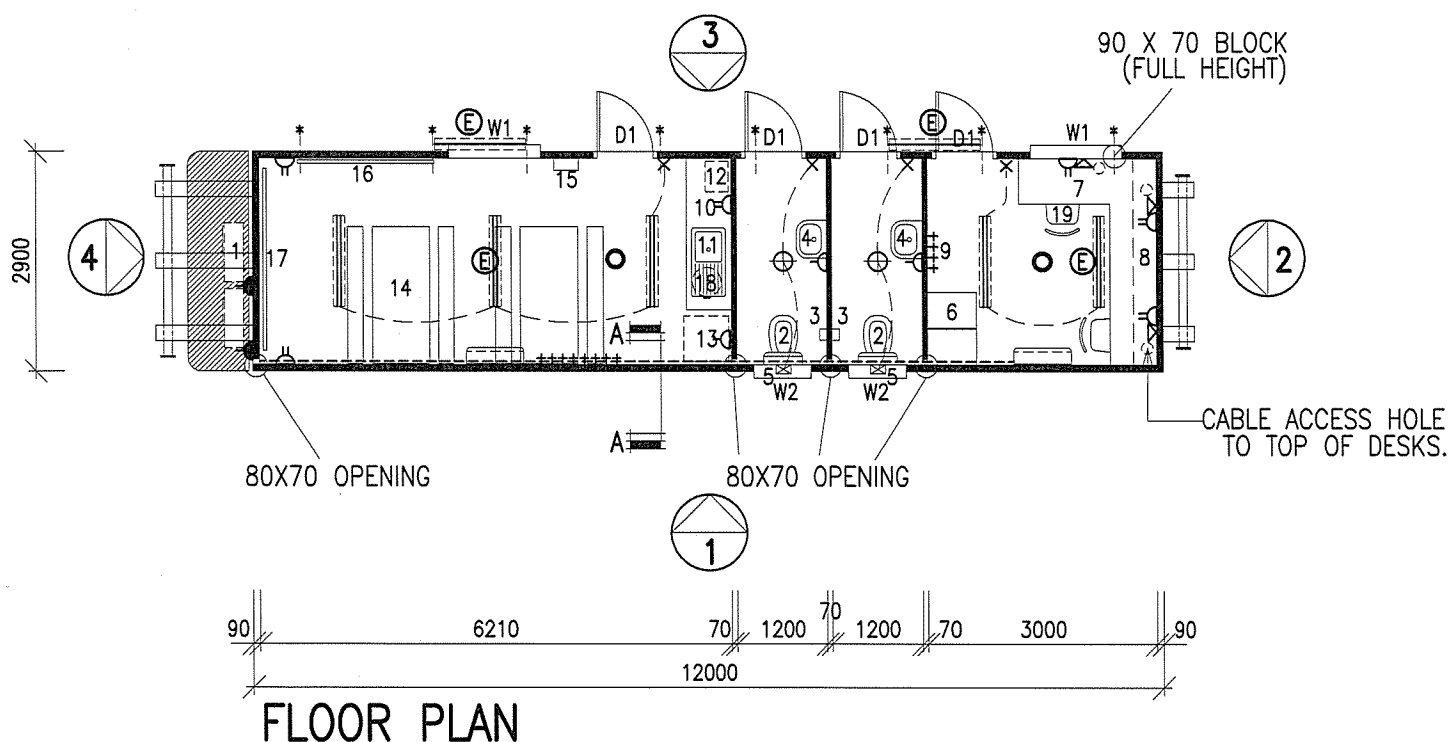 3
90 X 70 BLOCK
(FULL HEIGHT)
* * E W1 * D1 * * D1 D1 * E D1 * W1 *
16 15 12 7
10 19
2900
4 1 17 11 4 4 9 8 2
E E
14 18
3 3 6
A 13 2 2
5 W2 5 W2
A
CABLE ACCESS HOLE
TO TOP OF DESKS.
80X70 OPENING 80X70 OPENING
1
90 6210 70 1200 70 1200 70 3000 90
12000
FLOOR PLAN